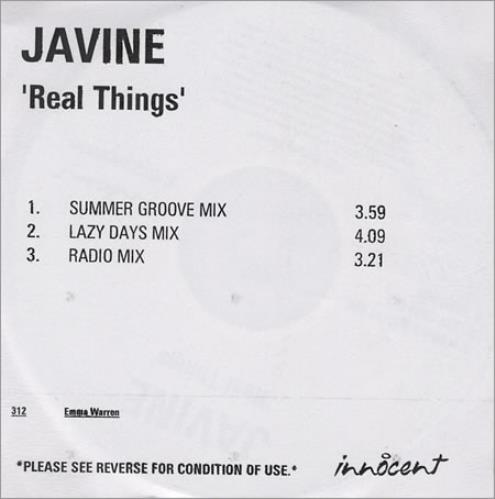 JAVINE
'Real Things'
1. SUMMER GROOVE MIX 3.59
2. LAZY DAYS MIX 4.09
3. RADIO MIX 3.21
312 Emma Warren
JAVINE
*PLEASE SEE REVERSE FOR CONDITION OF USE.* innocent